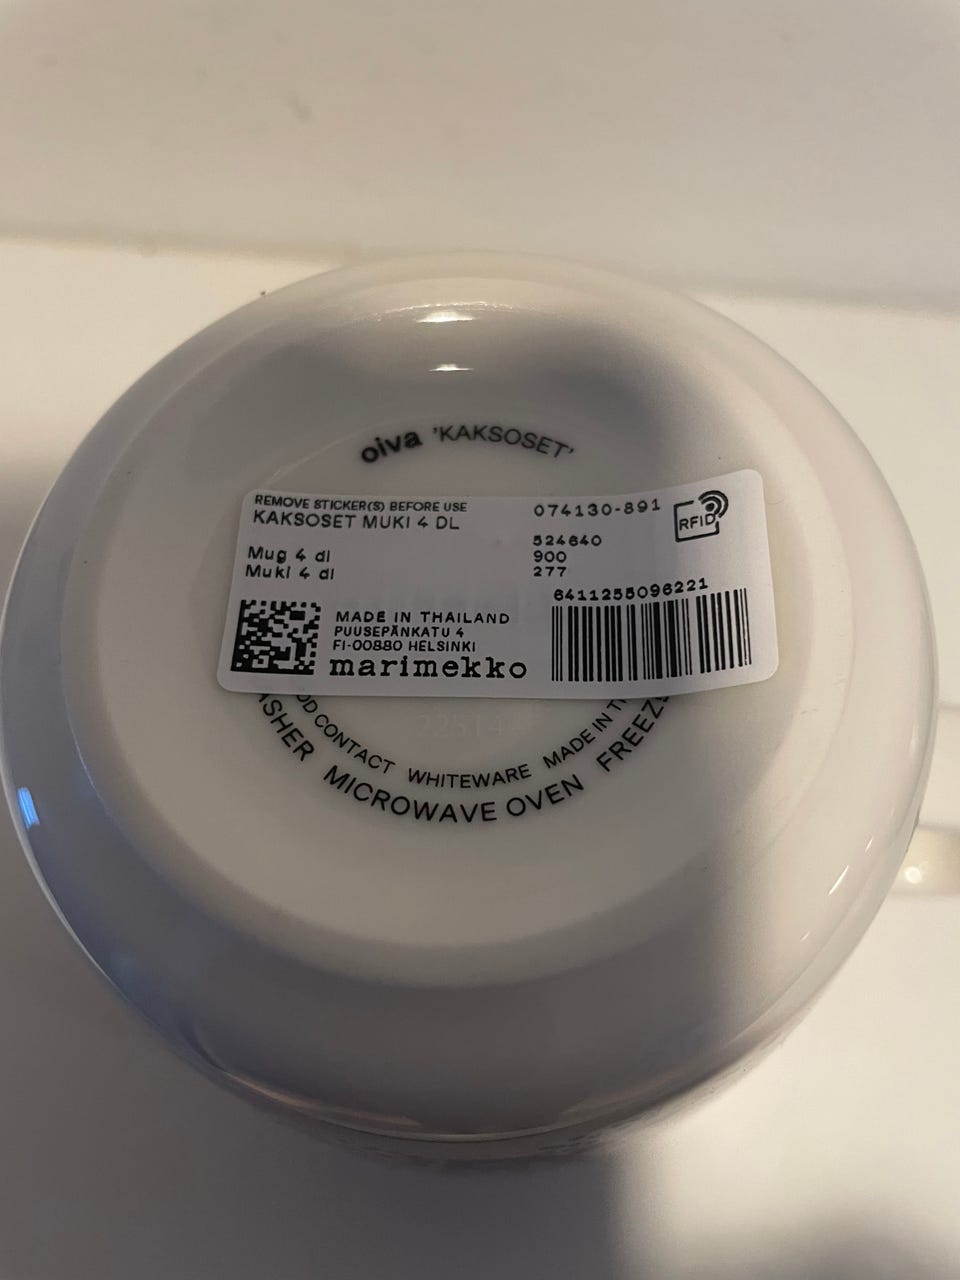 oiva 'KAKSOSET'
REMOVE STICKER(S) BEFORE USE
KAKSOSET MUKI 4 DL
074130-891
RFID
Mug 4 dl
Muki 4 dl
524640
900
277
6411255096221
MADE IN THAILAND
PUUSEPÄNKATU 4
FI-00880 HELSINKI
marimekko
CONTACT WHITEWARE MADE IN
MICROWAVE OVEN